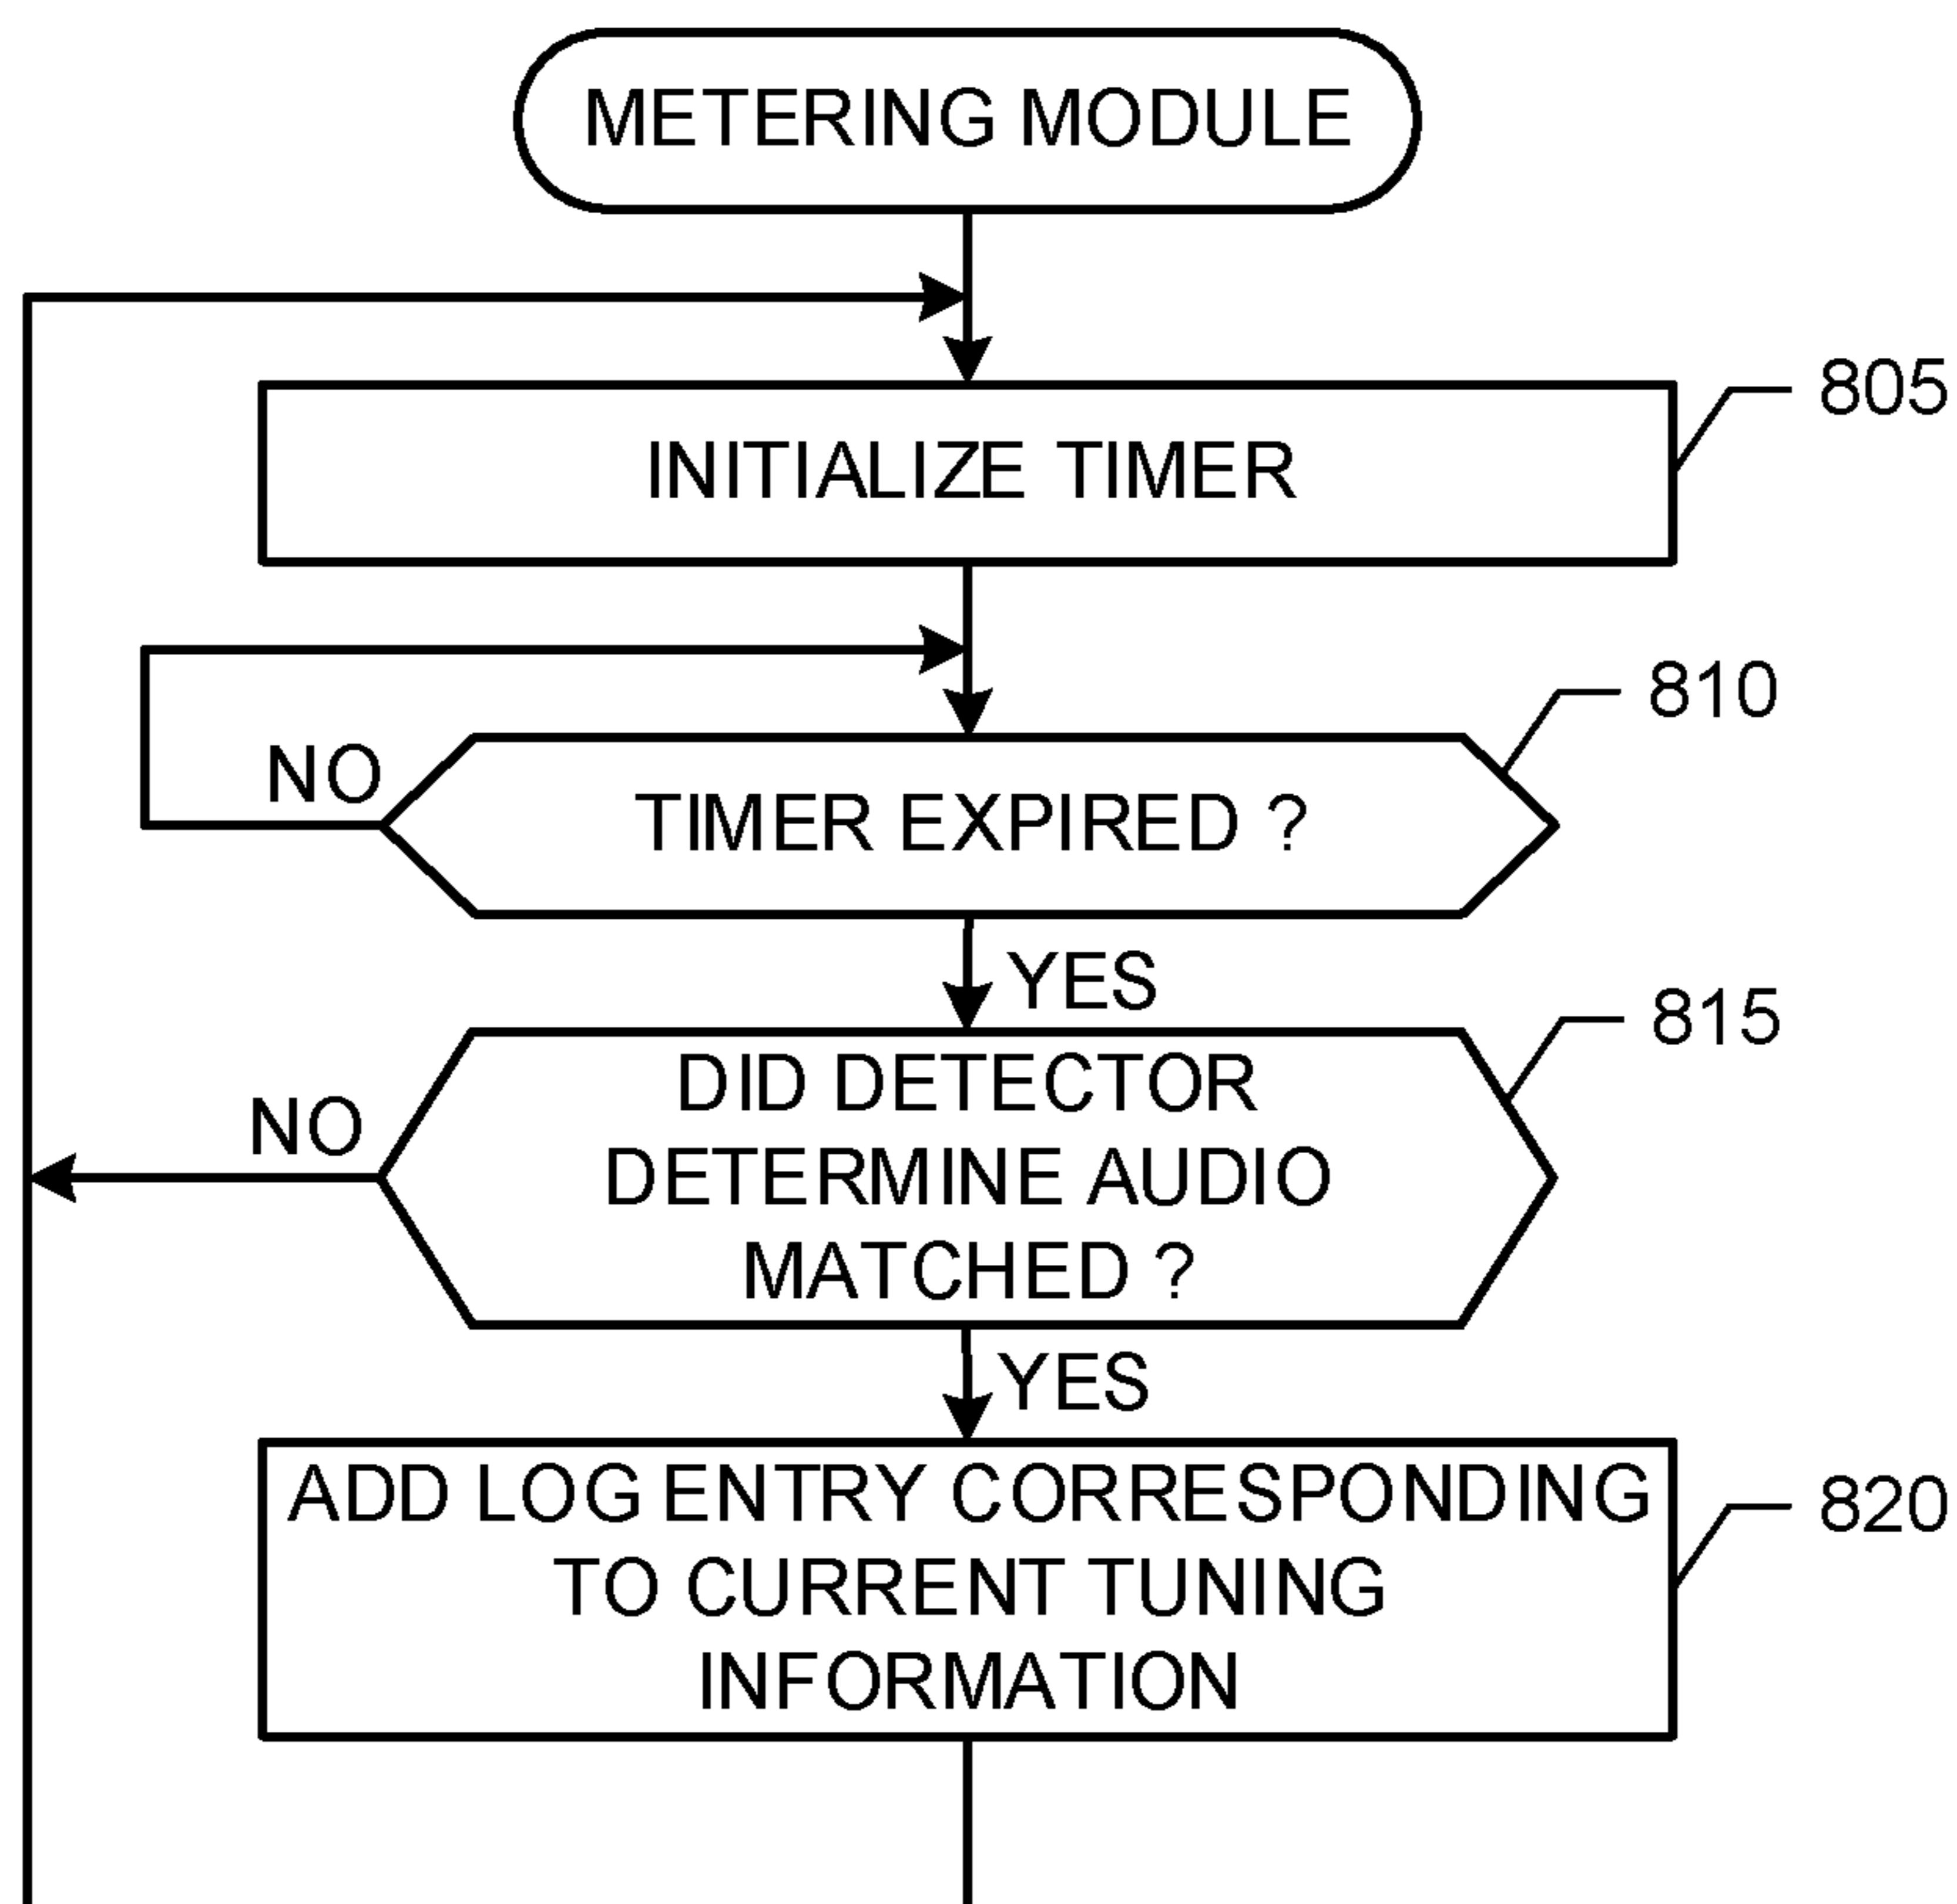 METERING MODULE
805
INITIALIZE TIMER
810
NO
TIMER EXPIRED ?
YES
815
DID DETECTOR
NO
DETERMINE AUDIO
MATCHED ?
YES
ADD LOG ENTRY CORRESPONDING
820
TO CURRENT TUNING
INFORMATION